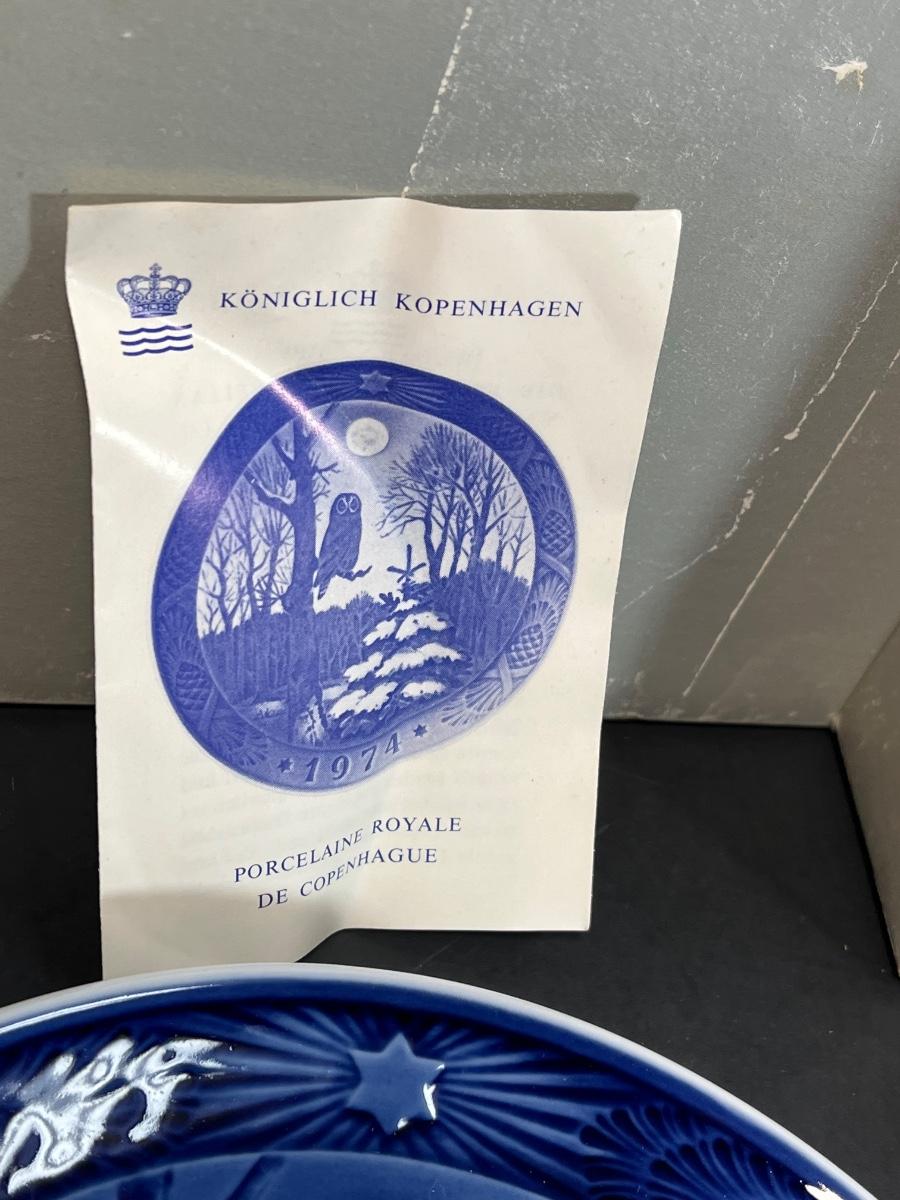 KÖNIGLICH KOPENHAGEN
1974
PORCELAINE ROYALE
DE COPENHAGUE